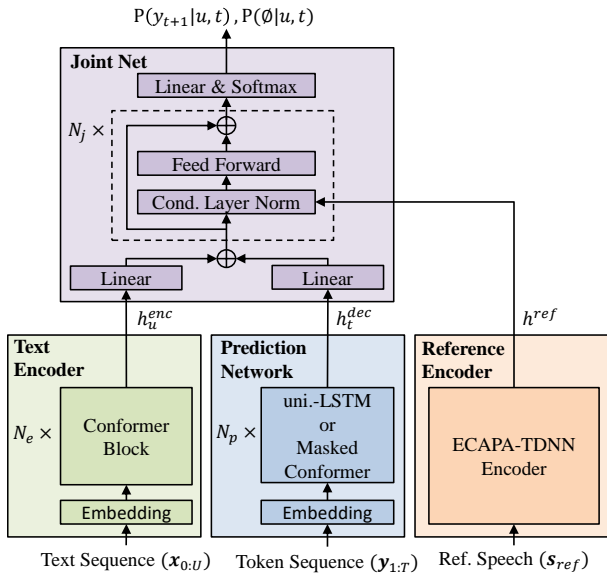 P(y_{t+1}|u, t) , P(∅|u, t)
Joint Net
Linear & Softmax
N_j ×
Feed Forward
Cond. Layer Norm
Linear
Linear
h_u^{enc}
h_t^{dec}
h^{ref}
Text
Encoder
N_e ×
Conformer
Block
Embedding
Prediction
Network
N_p ×
uni.-LSTM
or
Masked
Conformer
Embedding
Reference
Encoder
ECAPA-TDNN
Encoder
Text Sequence (x_{0:U})
Token Sequence (y_{1:T})
Ref. Speech (s_{ref})